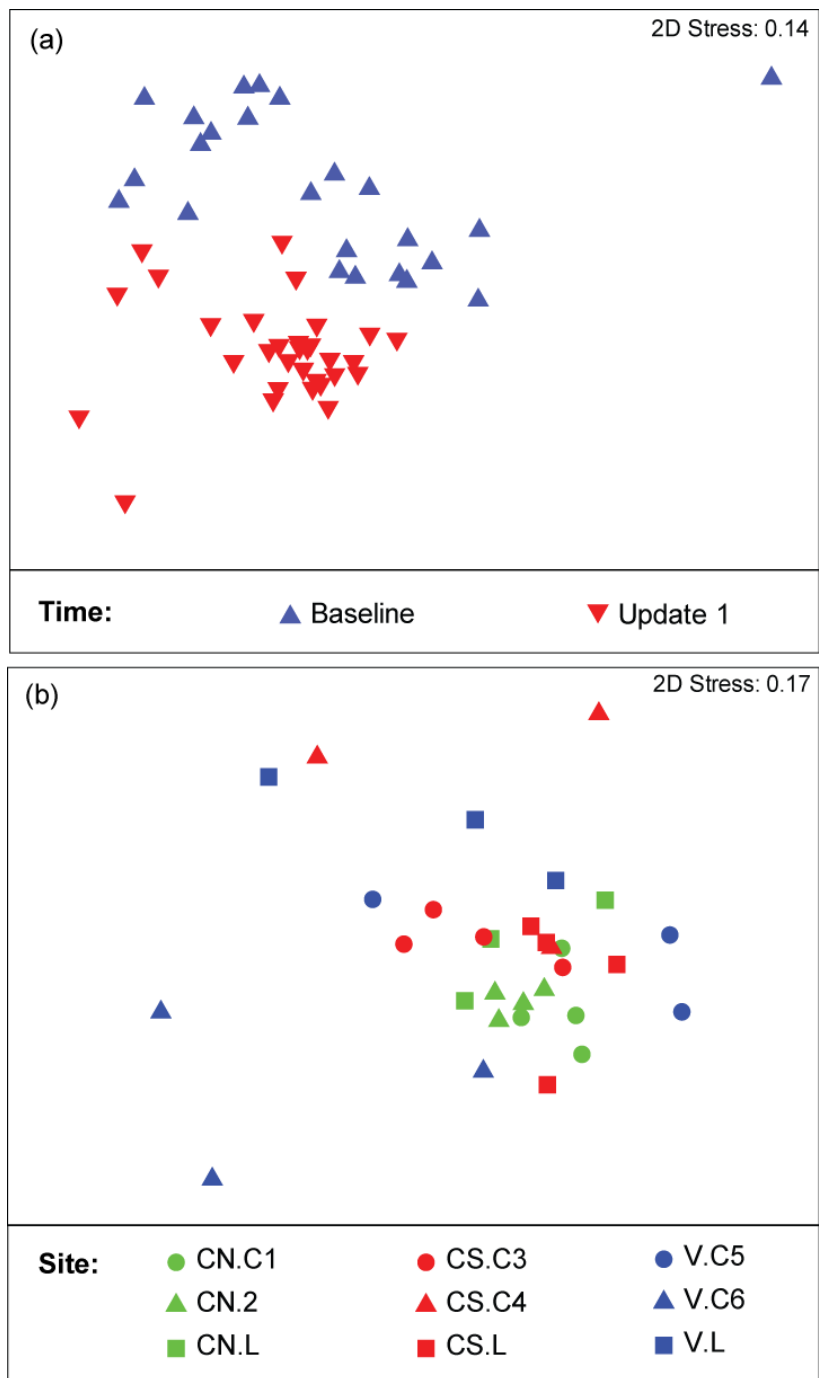 (a)
2D Stress: 0.14
Time: Baseline Update 1
(b)
2D Stress: 0.17
Site: CN.C1 CS.C3 V.C5
CN.2 CS.C4 V.C6
CN.L CS.L V.L